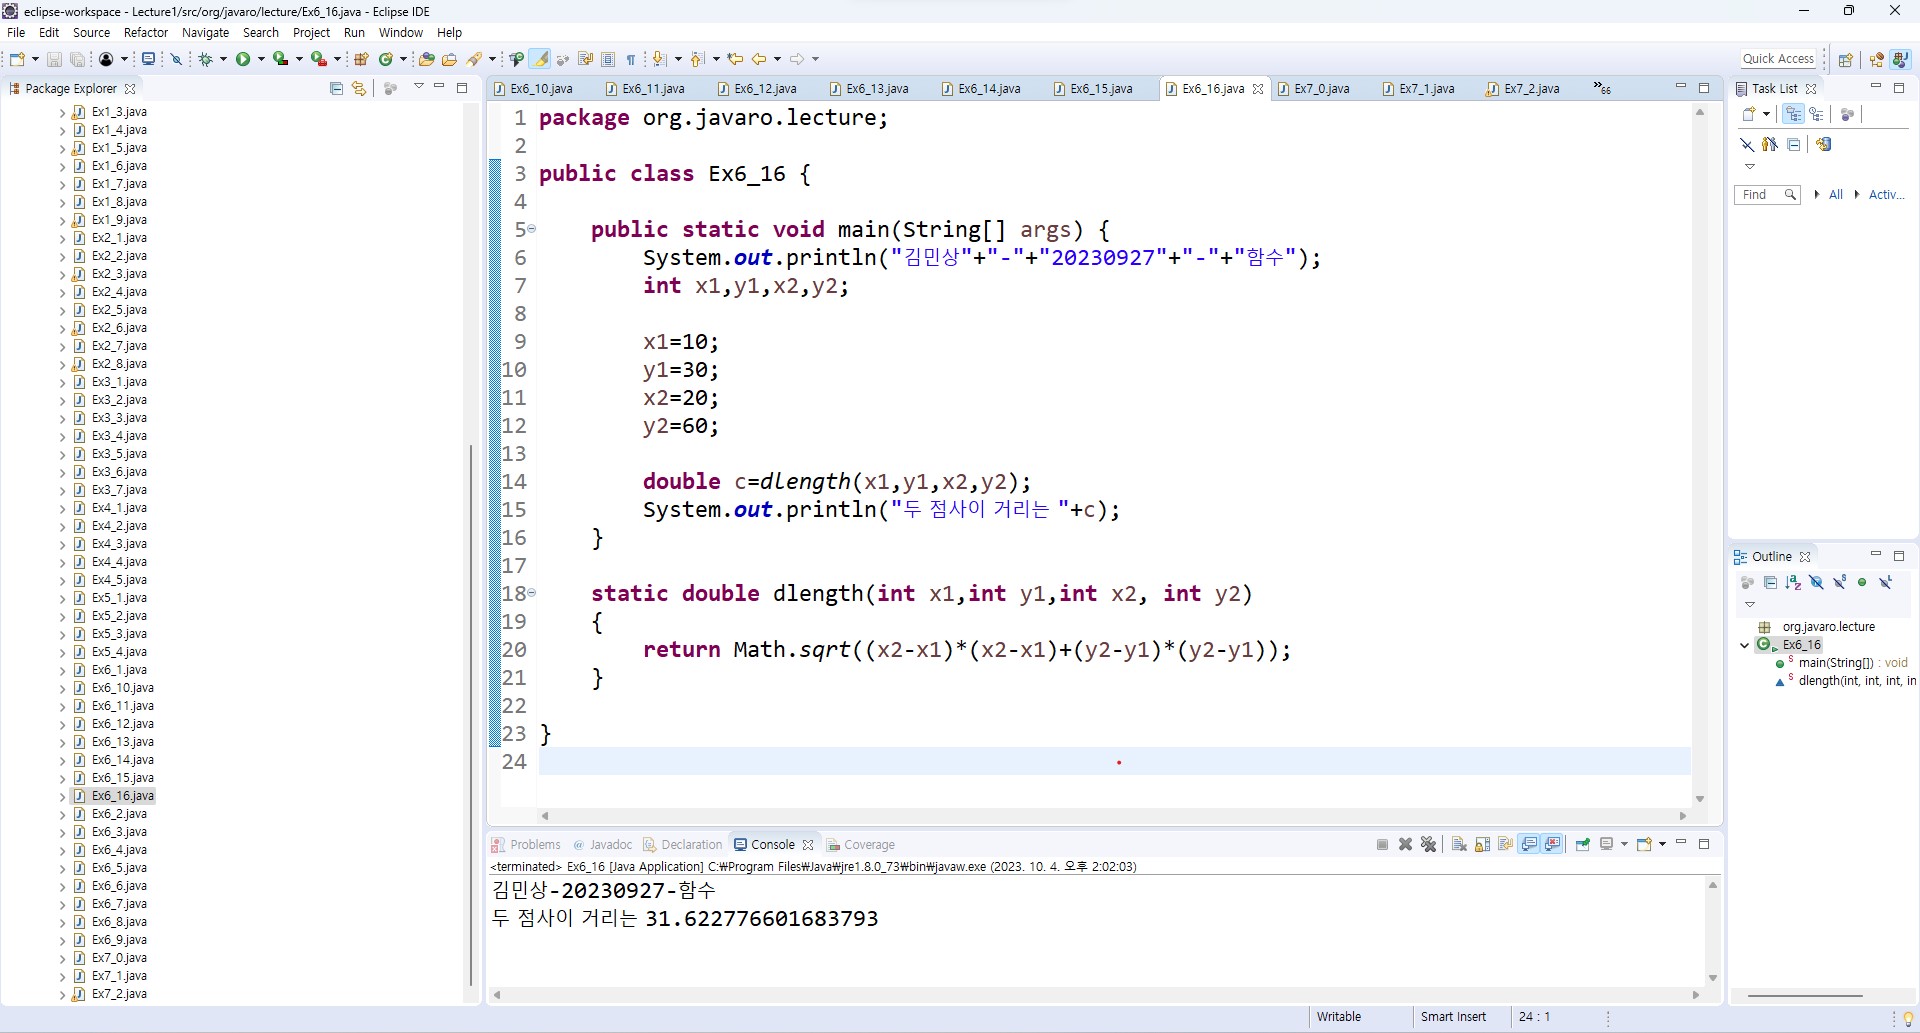 eclipse-workspace - Lecture1/src/org/javaro/lecture/Ex6_16.java - Eclipse IDE
File Edit Source Refactor Navigate Search Project Run Window Help
Quick Access
Package Explorer
Ex1_3.java
Ex1_4.java
Ex1_5.java
Ex1_6.java
Ex1_7.java
Ex1_8.java
Ex1_9.java
Ex2_1.java
Ex2_2.java
Ex2_3.java
Ex2_4.java
Ex2_5.java
Ex2_6.java
Ex2_7.java
Ex2_8.java
Ex3_1.java
Ex3_2.java
Ex3_3.java
Ex3_4.java
Ex3_5.java
Ex3_6.java
Ex3_7.java
Ex4_1.java
Ex4_2.java
Ex4_3.java
Ex4_4.java
Ex4_5.java
Ex5_1.java
Ex5_2.java
Ex5_3.java
Ex5_4.java
Ex6_1.java
Ex6_10.java
Ex6_11.java
Ex6_12.java
Ex6_13.java
Ex6_14.java
Ex6_15.java
Ex6_16.java
Ex6_2.java
Ex6_3.java
Ex6_4.java
Ex6_5.java
Ex6_6.java
Ex6_7.java
Ex6_8.java
Ex6_9.java
Ex7_0.java
Ex7_1.java
Ex7_2.java
Ex6_10.java Ex6_11.java Ex6_12.java Ex6_13.java Ex6_14.java Ex6_15.java Ex6_16.java Ex7_0.java Ex7_1.java Ex7_2.java »66
1 package org.javaro.lecture;
2
3 public class Ex6_16 {
4
5 public static void main(String[] args) {
6 System.out.println("김민상"+"-"+"20230927"+"-"+"함수");
7 int x1,y1,x2,y2;
8
9 x1=10;
10 y1=30;
11 x2=20;
12 y2=60;
13
14 double c=dlength(x1,y1,x2,y2);
15 System.out.println("두 점사이 거리는 "+c);
16 }
17
18 static double dlength(int x1,int y1,int x2, int y2)
19 {
20 return Math.sqrt((x2-x1)*(x2-x1)+(y2-y1)*(y2-y1));
21 }
22
23 }
24
Problems @ Javadoc Declaration Console Coverage
<terminated> Ex6_16 [Java Application] C:₩Program Files₩Java₩jre1.8.0_73₩bin₩javaw.exe (2023. 10. 4. 오후 2:02:03)
김민상-20230927-함수
두 점사이 거리는 31.622776601683793
Task List
Find All Activ...
Outline
org.javaro.lecture
Ex6_16
main(String[]) : void
dlength(int, int, int, in
Writable Smart Insert 24 : 1